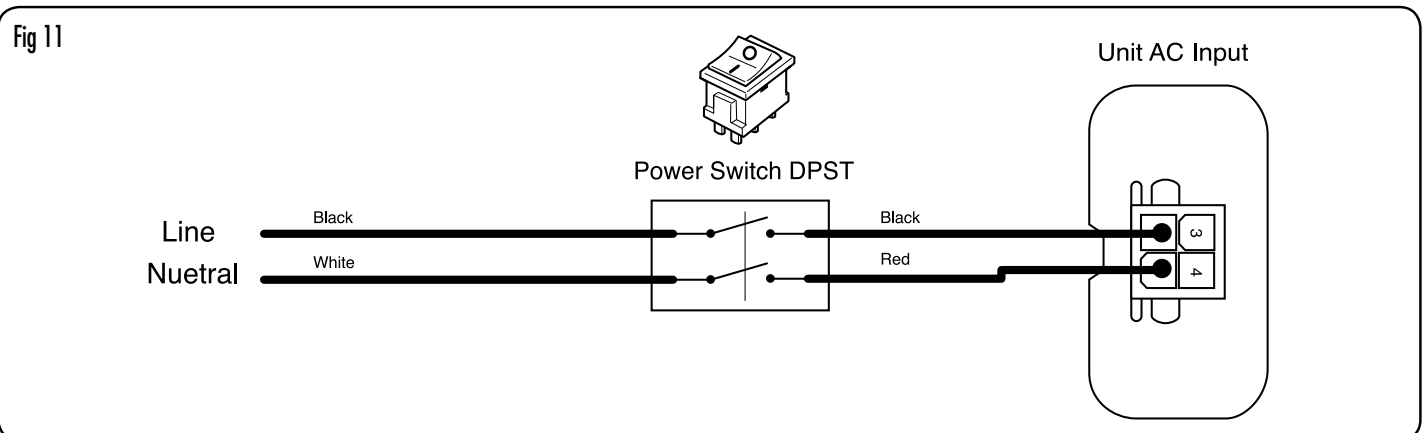 Fig 11
Unit AC Input
Power Switch DPST
Line
Black
Black
Nuetral
White
Red
3
4